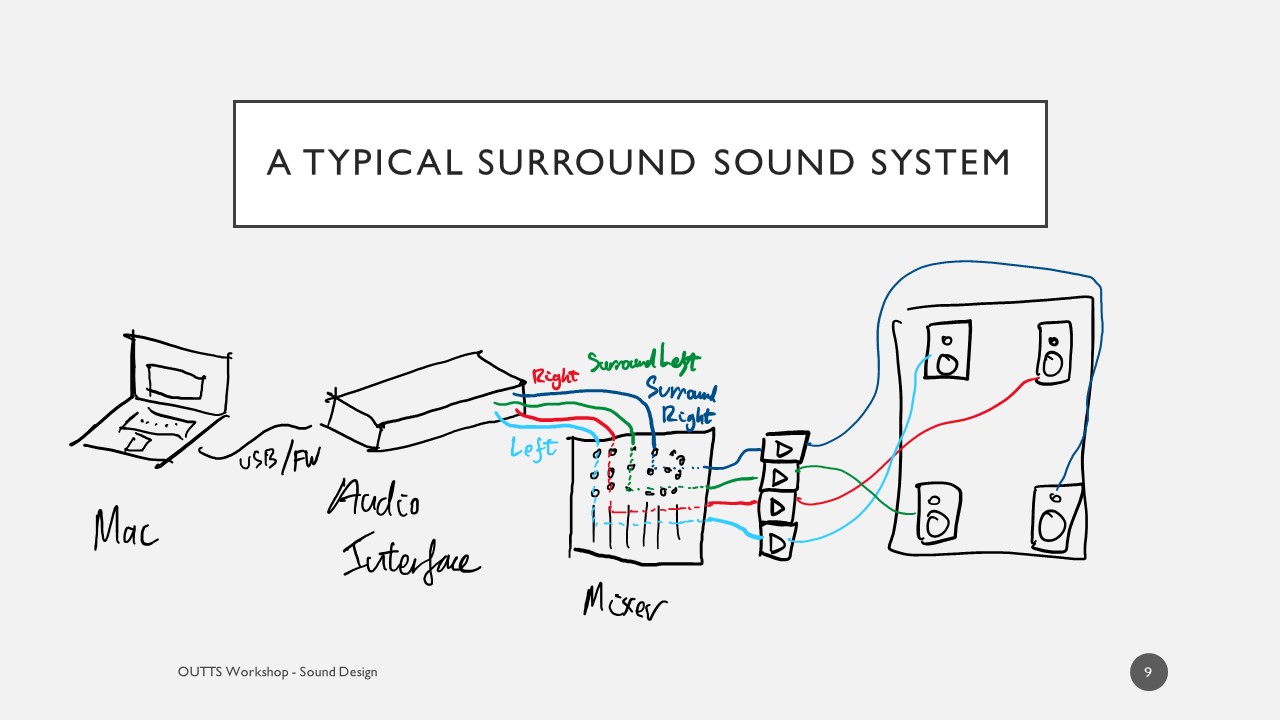 A TYPICAL SURROUND SOUND SYSTEM
Surround Left
Right
Surround
Right
Left
USB/FW
Audio
Interface
Mac
Mixer
OUTTS Workshop - Sound Design
9